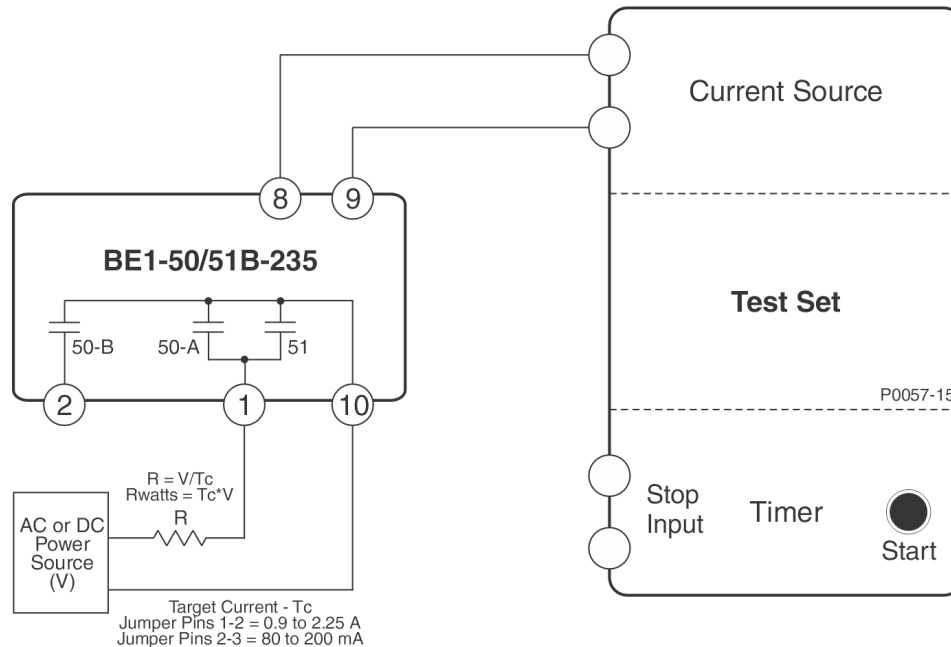 Current Source
8
9
BE1-50/51B-235
50-B
50-A
51
Test Set
P0057-15
2
1
10
R = V/Tc
Rwatts = Tc*V
R
AC or DC
Power
Source
(V)
Stop
Input
Timer
Start
Target Current - Tc
Jumper Pins 1-2 = 0.9 to 2.25 A
Jumper Pins 2-3 = 80 to 200 mA